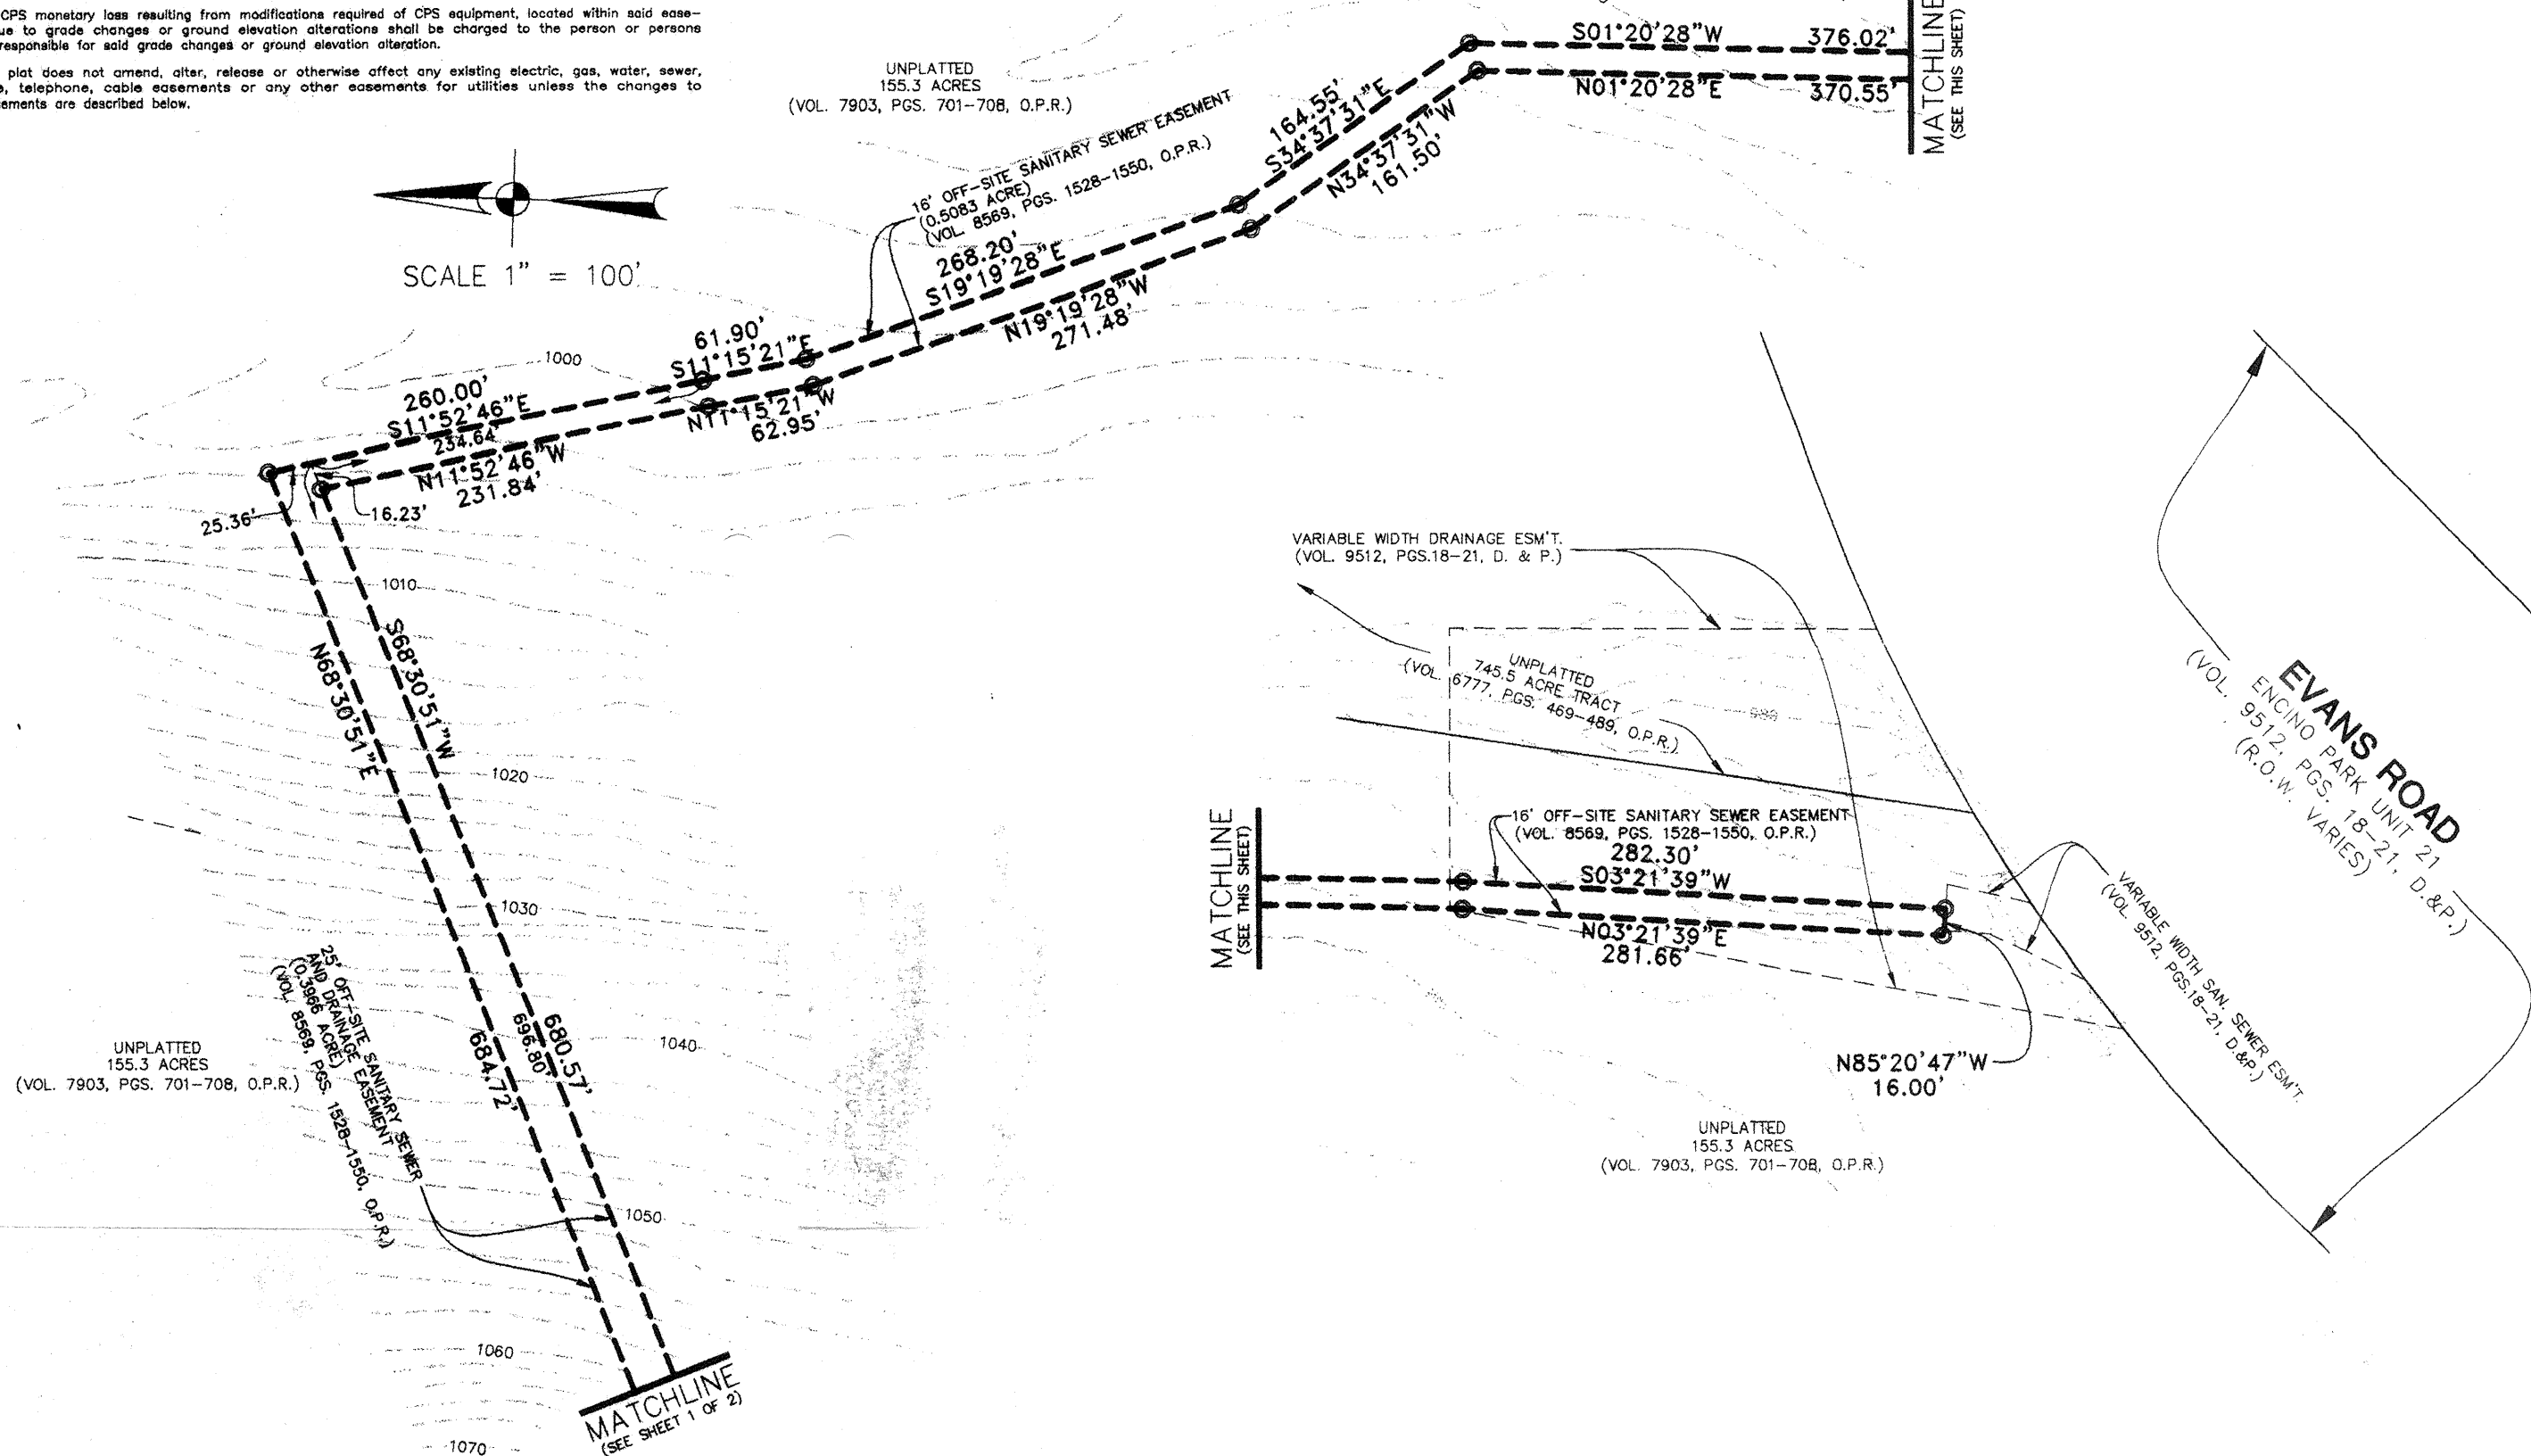 CPS monetary loss resulting from modifications required of CPS equipment, located within said ease-
ue to grade changes or ground elevation alterations shall be charged to the person or persons
responsible for said grade changes or ground elevation alteration.
plat does not amend, alter, release or otherwise affect any existing electric, gas, water, sewer,
telephone, cable easements or any other easements for utilities unless the changes to
ements are described below.
UNPLATTED
155.3 ACRES
(VOL. 7903, PGS. 701-708, O.P.R.)
SCALE 1" = 100'
16' OFF-SITE SANITARY SEWER EASEMENT
(0.5083 ACRE)
(VOL. 8569, PGS. 1528-1550, O.P.R.)
S01°20'28"W
376.02'
N01°20'28"E
370.55'
MATCHLINE
(SEE THIS SHEET)
164.55'
S34°37'31"E
N34°37'31"W
161.50'
268.20'
S19°19'28"E
N19°19'28"W
271.48'
61.90'
S11°15'21"E
N11°15'21"W
62.95'
1000
260.00'
S11°52'46"E
234.64'
N11°52'46"W
231.84'
25.36'
16.23'
1010
S68°30'51"W
N68°30'51"E
1020
1030
1040
680.57'
696.80'
684.72'
25' OFF-SITE SANITARY SEWER
AND DRAINAGE EASEMENT
(0.3966 ACRE)
(VOL. 8569, PGS. 1528-1550, O.P.R.)
UNPLATTED
155.3 ACRES
(VOL. 7903, PGS. 701-708, O.P.R.)
1050
1060
1070
MATCHLINE
(SEE SHEET 1 OF 2)
VARIABLE WIDTH DRAINAGE ESM'T.
(VOL. 9512, PGS.18-21, D. & P.)
UNPLATTED
745.5 ACRE TRACT
(VOL. 6777, PGS. 469-489, O.P.R.)
980
MATCHLINE
(SEE THIS SHEET)
16' OFF-SITE SANITARY SEWER EASEMENT
(VOL. 8569, PGS. 1528-1550, O.P.R.)
282.30'
S03°21'39"W
N03°21'39"E
281.66'
N85°20'47"W
16.00'
VARIABLE WIDTH SAN. SEWER ESM'T.
(VOL. 9512, PGS.18-21, D.&P.)
UNPLATTED
155.3 ACRES
(VOL. 7903, PGS. 701-708, O.P.R.)
EVANS ROAD
ENCINO PARK UNIT 21
(VOL. 9512, PGS. 18-21, D.&P.)
(R.O.W. VARIES)